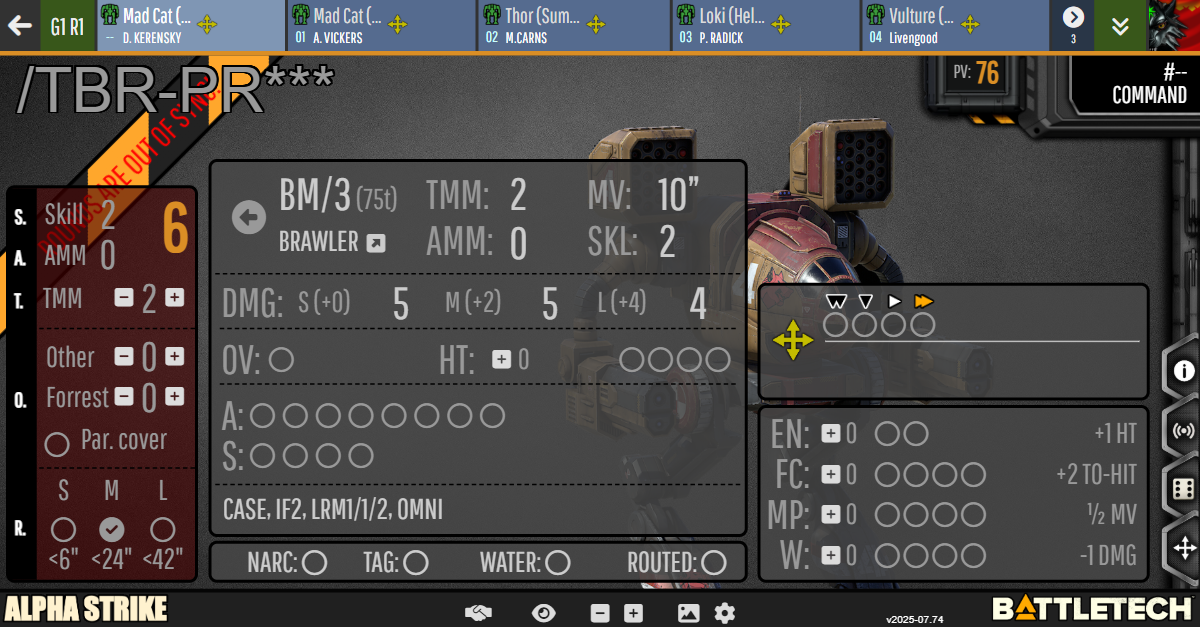 G1 R1
Mad Cat (...
-- D. KERENSKY
Mad Cat (...
01 A. VICKERS
Thor (Sum...
02 M.CARNS
Loki (Hel...
03 P. RADICK
Vulture (...
04 Livengood
3
/TBR-PR***
ROUNDS ARE OUT OF SYNC.
PV: 76
#--
COMMAND
S. Skill 2 6
A. AMM 0
T. TMM 2
Other 0
O. Forrest 0
Par. cover
S M L
R.
<6" <24" <42"
BM/3 (75t) TMM: 2 MV: 10”
BRAWLER AMM: 0 SKL: 2
DMG: S (+0) 5 M (+2) 5 L (+4) 4
OV: HT: 0
A:
S:
CASE, IF2, LRM1/1/2, OMNI
NARC: TAG: WATER: ROUTED:
EN: 0 +1 HT
FC: 0 +2 TO-HIT
MP: 0 ½ MV
W: 0 -1 DMG
ALPHA STRIKE
v2025-07.74
BATTLETECH